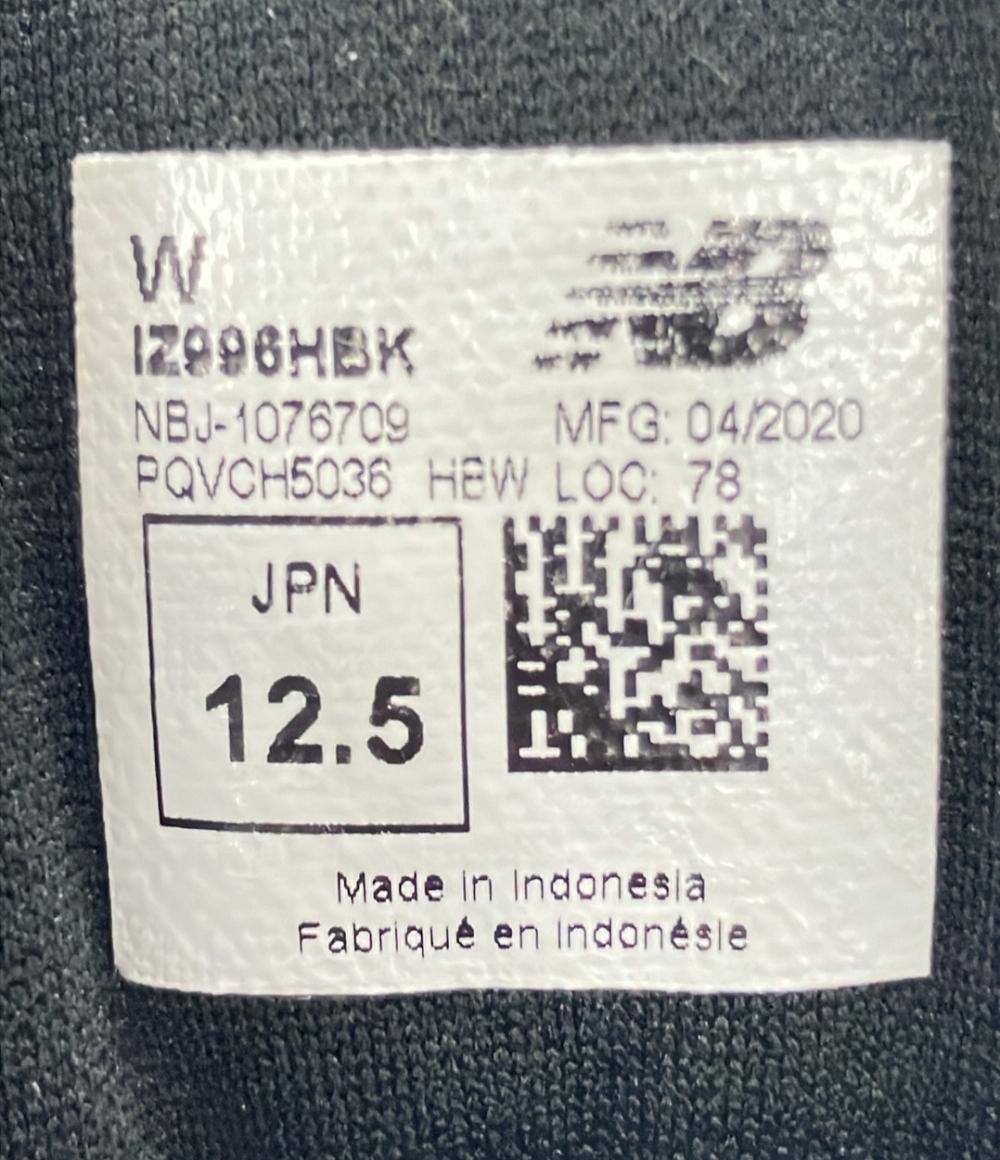 W
IZ996HBK
NBJ-1076709 MFG: 04/2020
PQVCH5036 HBW LOC: 78
JPN
12.5
Made in Indonesia
Fabriqué en Indonésie